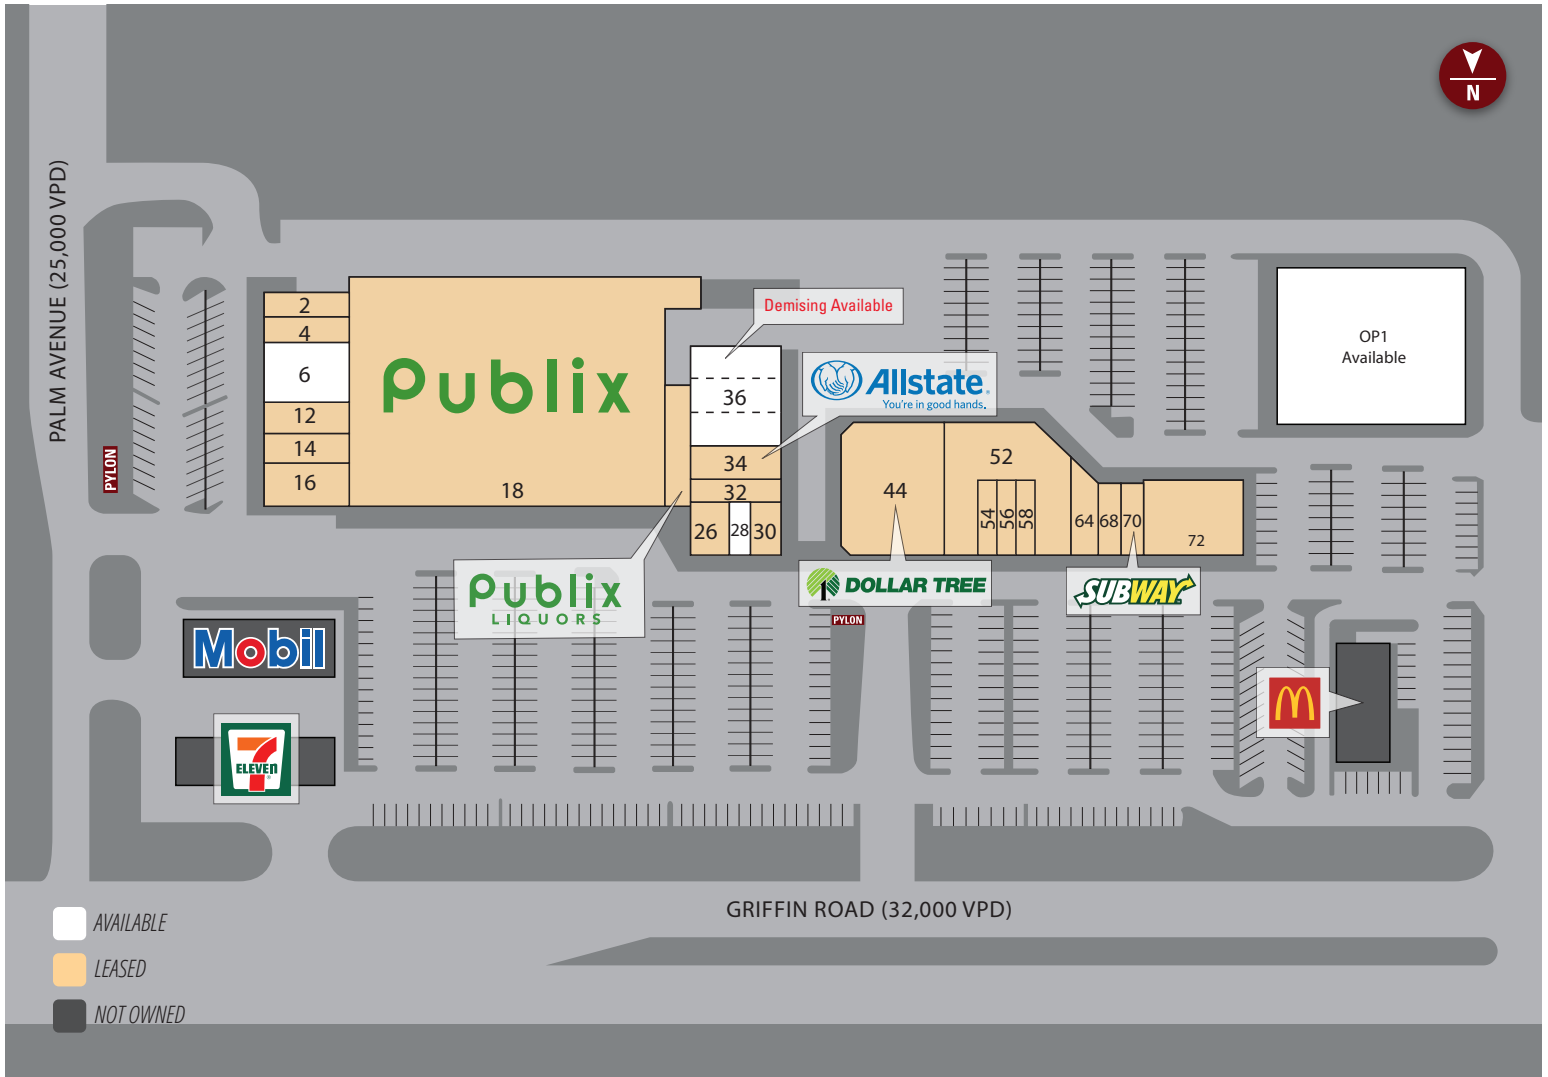 N
PALM AVENUE (25,000 VPD)
PYLON
2
4
6
12
14
16
Publix
18
Demising Available
36
34
32
26
28
30
Allstate®
You're in good hands.
Publix
LIQUORS
44
52
54
56
58
64
68
70
72
OP1
Available
1
DOLLAR TREE
SUBWAY
PYLON
Mobil
7
ELEVEN
M
GRIFFIN ROAD (32,000 VPD)
AVAILABLE
LEASED
NOT OWNED